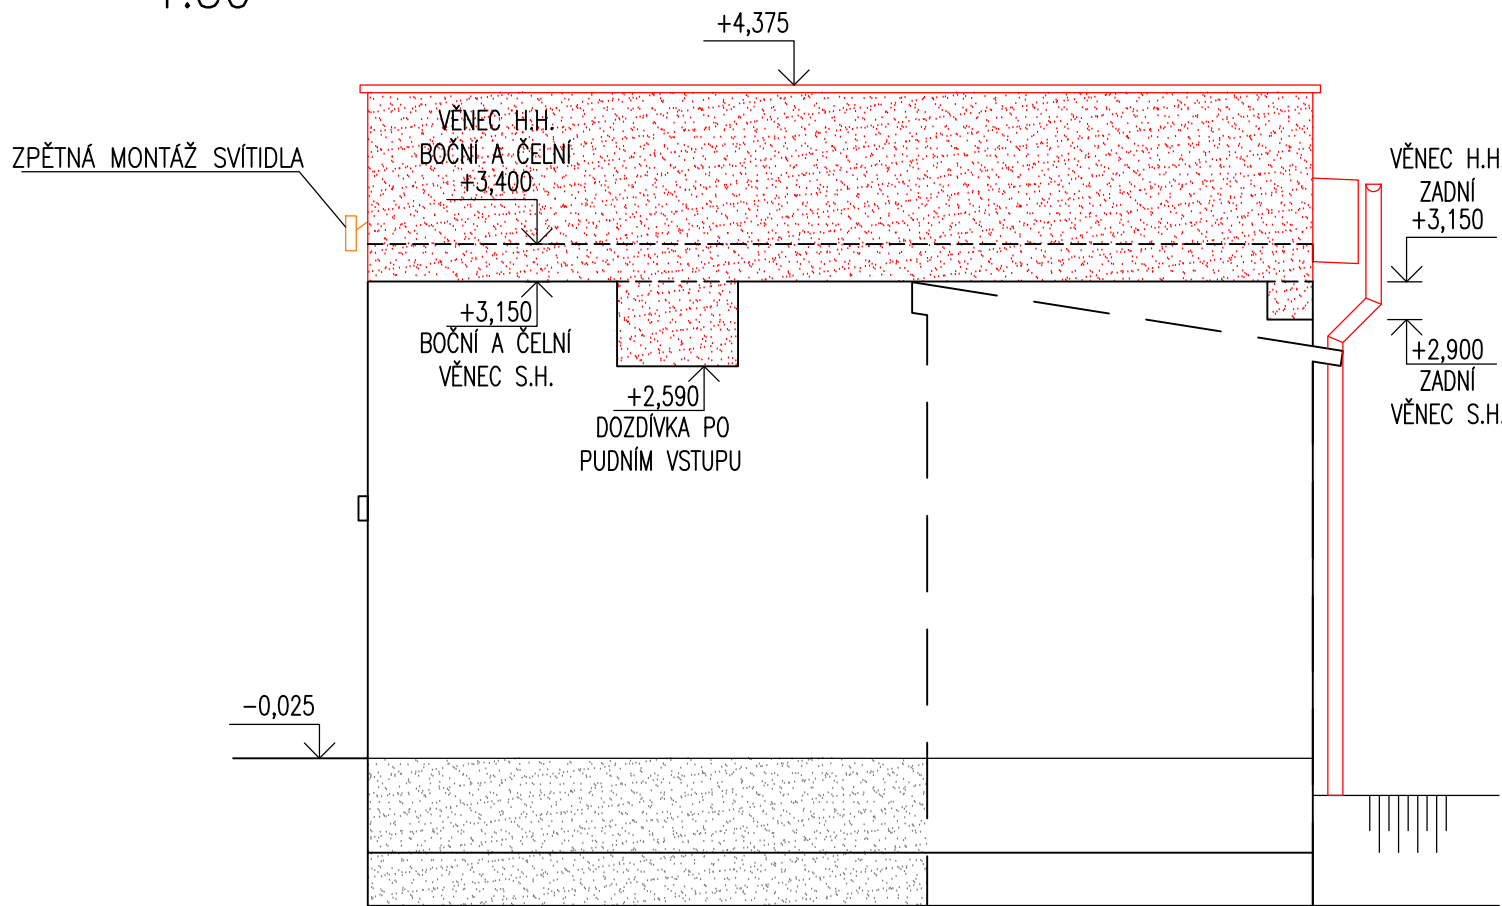 +4,375
VĚNEC H.H.
BOČNÍ A ČELNÍ
+3,400
ZPĚTNÁ MONTÁŽ SVÍTIDLA
VĚNEC H.H
ZADNÍ
+3,150
+3,150
BOČNÍ A ČELNÍ
VĚNEC S.H.
+2,900
ZADNÍ
VĚNEC S.H.
+2,590
DOZDÍVKA PO
PUDNÍM VSTUPU
-0,025